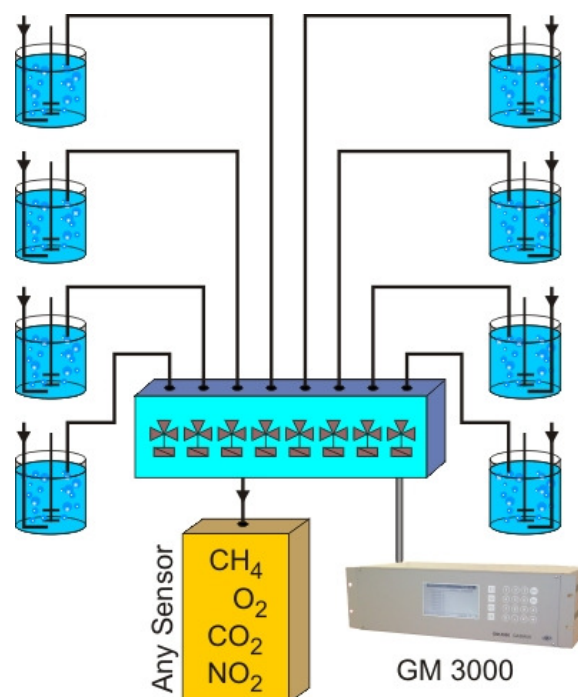 Any Sensor
CH₄
O₂
CO₂
NO₂
GM 3000